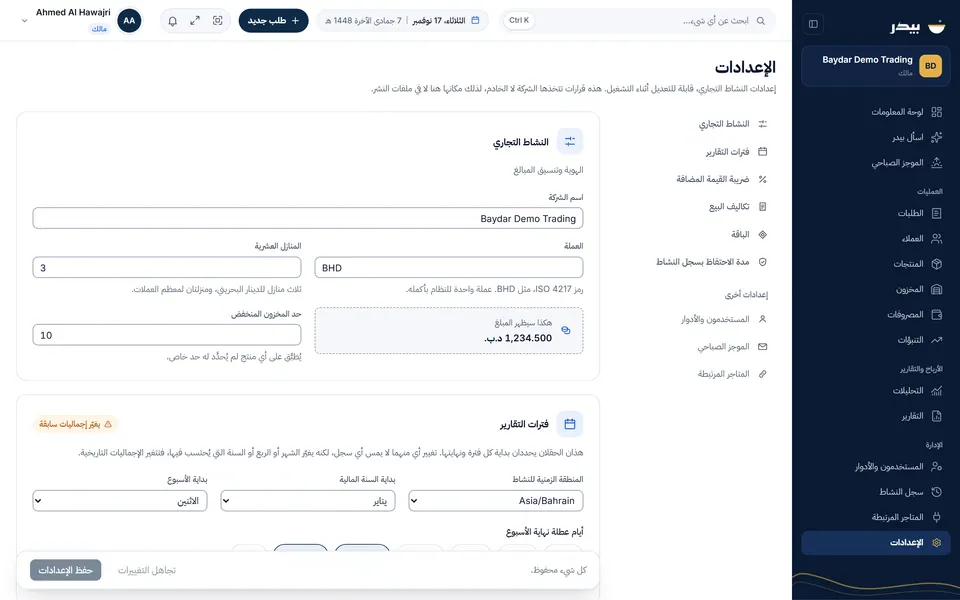 بيدر
BD
Baydar Demo Trading
مالك
لوحة المعلومات
اسأل بيدر
الموجز الصباحي
العمليات
الطلبات
العملاء
المنتجات
المخزون
المصروفات
التنبؤات
الأرباح والتقارير
التحليلات
التقارير
الإدارة
المستخدمون والأدوار
سجل النشاط
المتاجر المرتبطة
الإعدادات
ابحث عن أي شيء...
Ctrl K
الثلاثاء، 17 نوفمبر | 7 جمادى الآخرة 1448 هـ
+ طلب جديد
AA
Ahmed Al Hawajri
مالك
الإعدادات
إعدادات النشاط التجاري، قابلة للتعديل أثناء التشغيل. هذه قرارات تتخذها الشركة لا الخادم، لذلك مكانها هنا لا في ملفات النشر.
النشاط التجاري
فترات التقارير
ضريبة القيمة المضافة
تكاليف البيع
الباقة
مدة الاحتفاظ بسجل النشاط
إعدادات أخرى
المستخدمون والأدوار
الموجز الصباحي
المتاجر المرتبطة
النشاط التجاري
الهوية وتنسيق المبالغ
اسم الشركة
Baydar Demo Trading
العملة
BHD
رمز ISO 4217، مثل BHD. عملة واحدة للنظام بأكمله.
المنازل العشرية
3
ثلاث منازل للدينار البحريني، ومنزلتان لمعظم العملات.
هكذا سيظهر المبلغ
1,234.500 د.ب.
حد المخزون المنخفض
10
يُطبَّق على أي منتج لم يُحدَّد له حد خاص.
فترات التقارير
يغيّر إجماليات سابقة
هذان الحقلان يحددان بداية كل فترة ونهايتها. تغيير أي منهما لا يمس أي سجل، لكنه يغيّر الشهر أو الربع أو السنة التي يُحتسب فيها، فتتغير الإجماليات التاريخية.
المنطقة الزمنية للنشاط
Asia/Bahrain
بداية السنة المالية
يناير
بداية الأسبوع
الاثنين
أيام عطلة نهاية الأسبوع
كل شيء محفوظ.
تجاهل التغييرات
حفظ الإعدادات